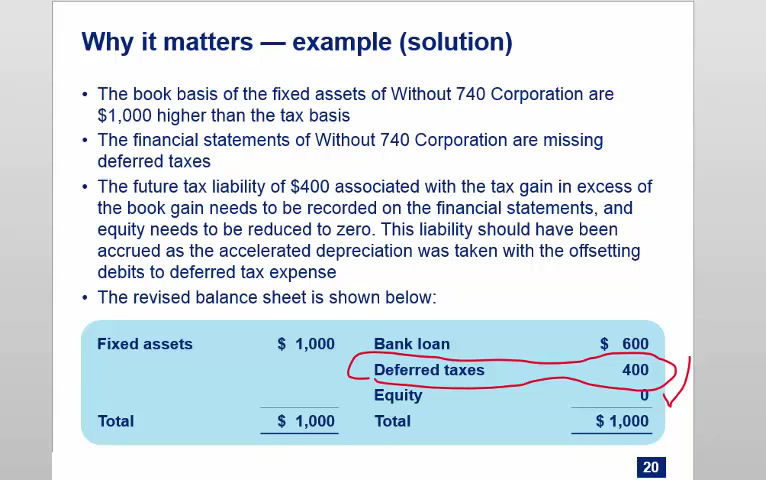 Why it matters — example (solution)
• The book basis of the fixed assets of Without 740 Corporation are
$1,000 higher than the tax basis
• The financial statements of Without 740 Corporation are missing
deferred taxes
• The future tax liability of $400 associated with the tax gain in excess of
the book gain needs to be recorded on the financial statements, and
equity needs to be reduced to zero. This liability should have been
accrued as the accelerated depreciation was taken with the offsetting
debits to deferred tax expense
• The revised balance sheet is shown below:
Fixed assets $ 1,000 Bank loan $ 600
Deferred taxes 400
Equity 0
Total $ 1,000 Total $ 1,000
20